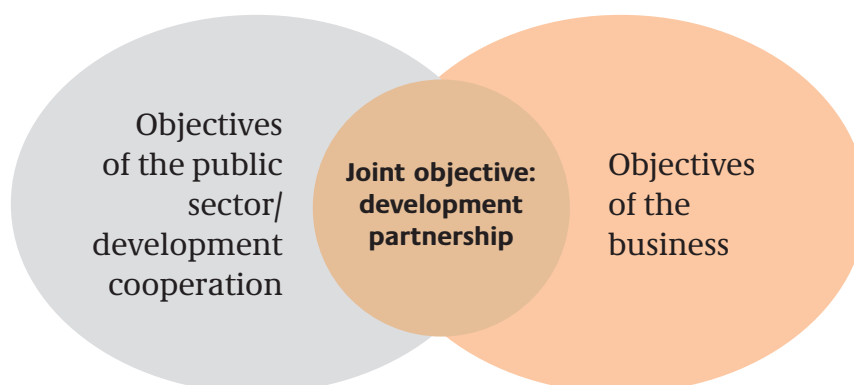 Objectives
of the public
sector/
development
cooperation
Joint objective:
development
partnership
Objectives
of the
business